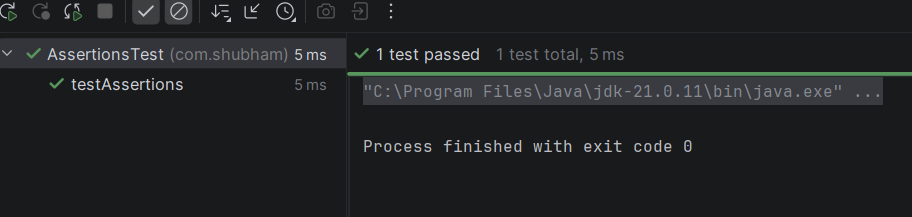 AssertionsTest (com.shubham) 5 ms
testAssertions 5 ms
1 test passed 1 test total, 5 ms
"C:\Program Files\Java\jdk-21.0.11\bin\java.exe" ...
Process finished with exit code 0